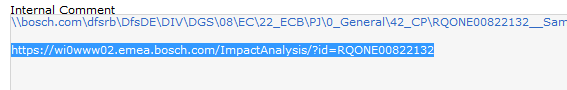 Internal Comment
\\bosch.com\dfsrb\DfsDE\DIV\DGS\08\EC\22_ECB\PJ\0_General\42_CP\RQONE00822132__Sam
https://wi0www02.emea.bosch.com/ImpactAnalysis/?id=RQONE00822132